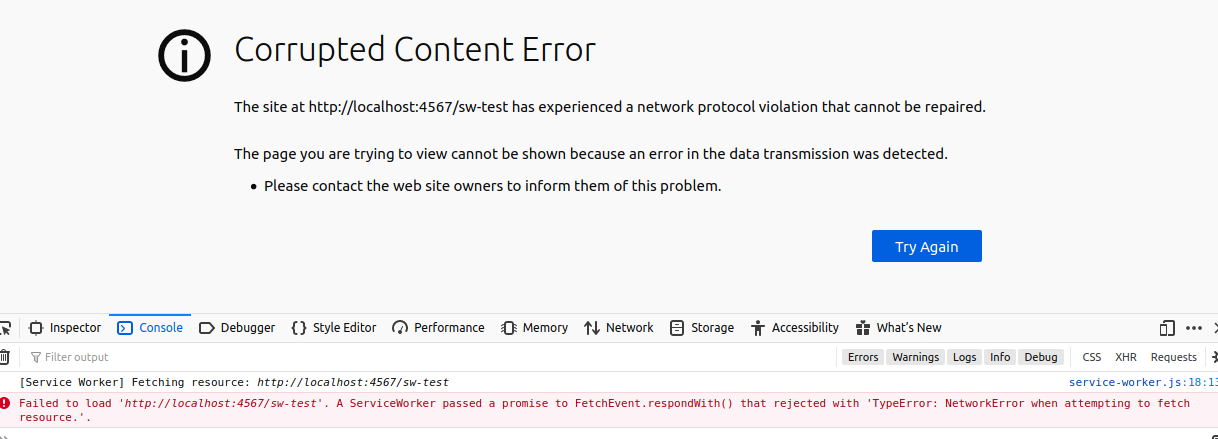 Corrupted Content Error
The site at http://localhost:4567/sw-test has experienced a network protocol violation that cannot be repaired.
The page you are trying to view cannot be shown because an error in the data transmission was detected.
• Please contact the web site owners to inform them of this problem.
Try Again
Inspector Console Debugger Style Editor Performance Memory Network Storage Accessibility What's New
Filter output Errors Warnings Logs Info Debug CSS XHR Requests
[Service Worker] Fetching resource: http://localhost:4567/sw-test service-worker.js:18:13
Failed to load 'http://localhost:4567/sw-test'. A ServiceWorker passed a promise to FetchEvent.respondWith() that rejected with 'TypeError: NetworkError when attempting to fetch
resource.'.